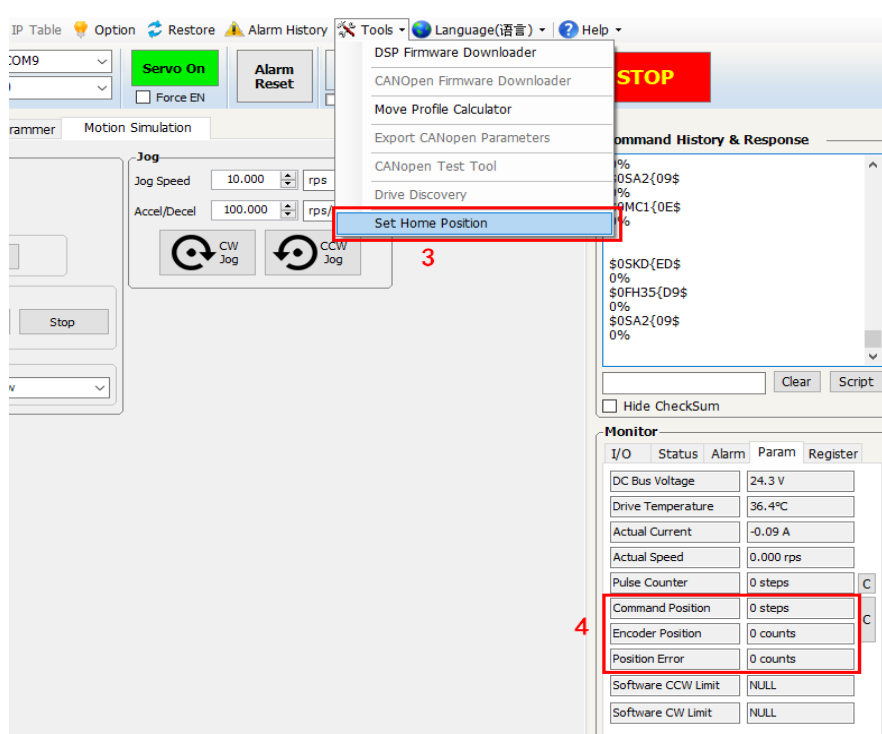 IP Table Option Restore Alarm History Tools Language(语言) Help
COM9
Servo On
Force EN
Alarm
Reset
STOP
DSP Firmware Downloader
CANOpen Firmware Downloader
Move Profile Calculator
Export CANopen Parameters
CANopen Test Tool
Drive Discovery
Set Home Position
3
rammer Motion Simulation
Jog
Jog Speed 10.000 rps
Accel/Decel 100.000 rps/
CW
Jog
CCW
Jog
Stop
ommand History & Response
0%
$0SA2{09$
0%
$0MC1{0E$
0%
$0SKD{ED$
0%
$0FH35{D9$
0%
$0SA2{09$
0%
Clear Script
Hide CheckSum
Monitor
I/O Status Alarm Param Register
DC Bus Voltage 24.3 V
Drive Temperature 36.4ºC
Actual Current -0.09 A
Actual Speed 0.000 rps
Pulse Counter 0 steps C
Command Position 0 steps
C
4
Encoder Position 0 counts
Position Error 0 counts
Software CCW Limit NULL
Software CW Limit NULL